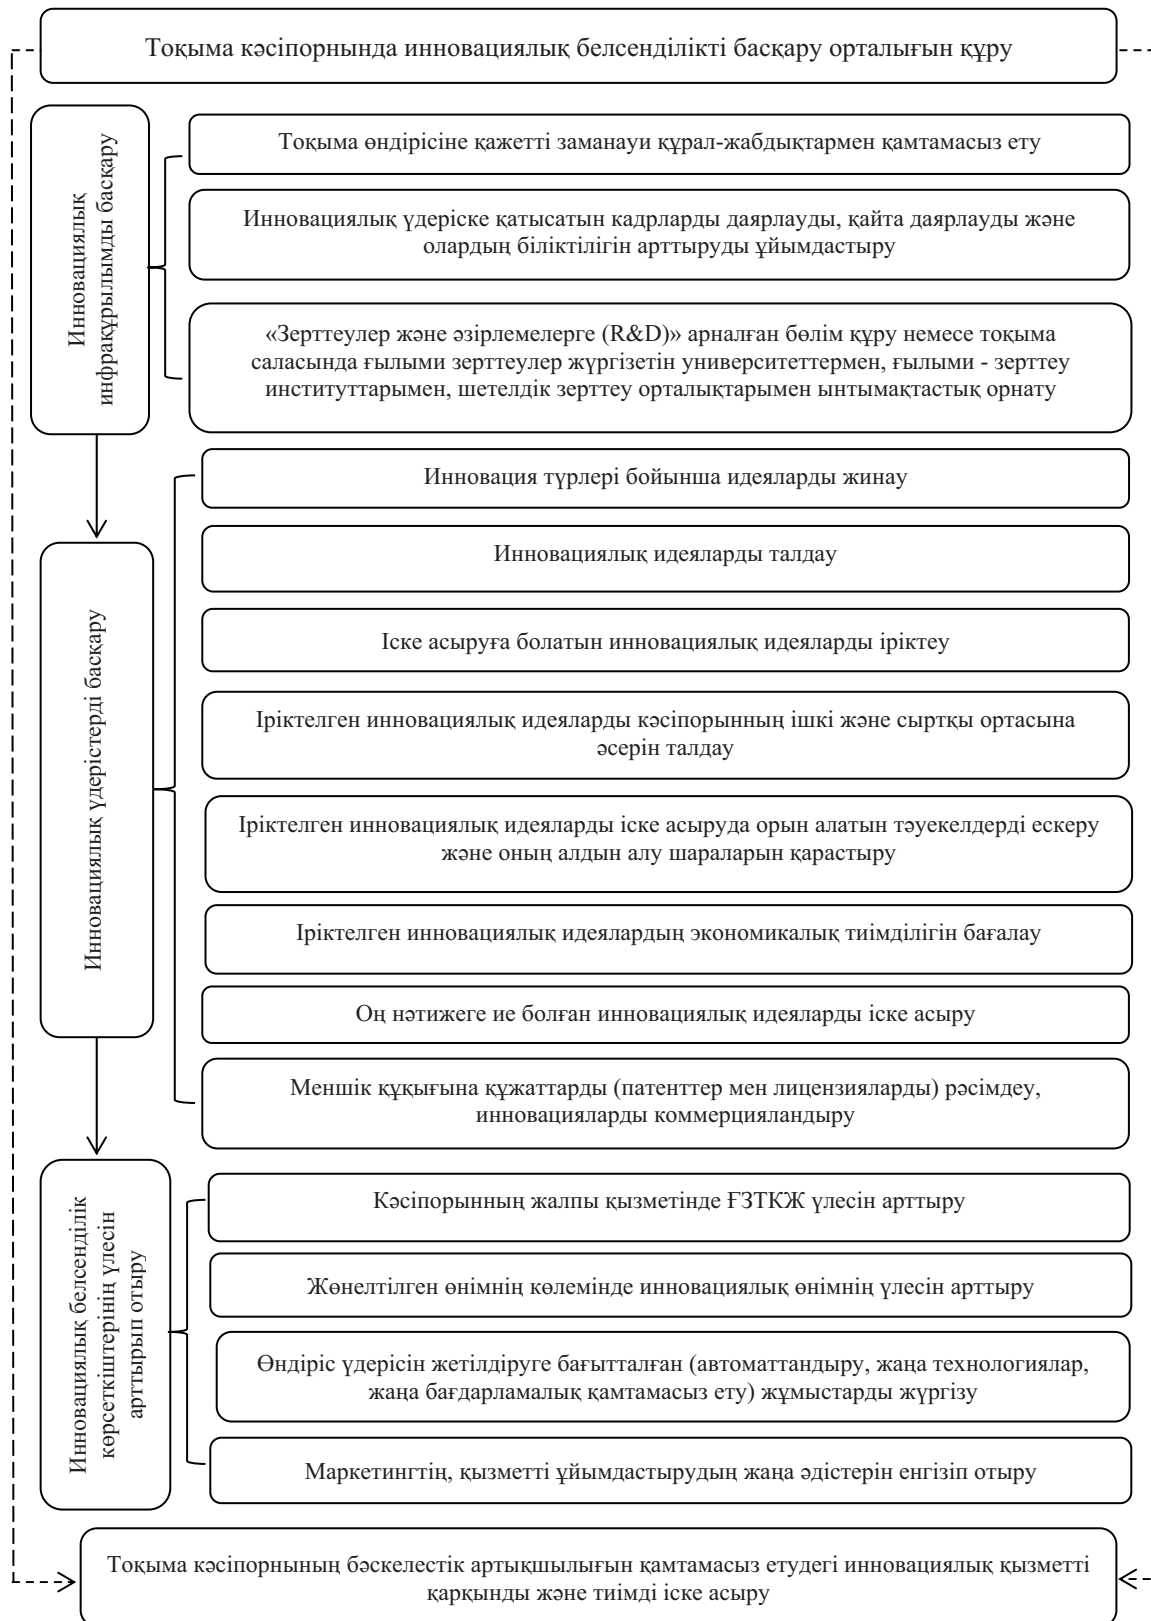 Тоқыма кәсіпорнында инновациялық белсенділікті басқару орталығын құру
Инновациялық
инфрақұрылымды басқару
Тоқыма өндірісіне қажетті заманауи құрал-жабдықтармен қамтамасыз ету
Инновациялық үдеріске қатысатын кадрларды даярлауды, қайта даярлауды және
олардың біліктілігін арттыруды ұйымдастыру
«Зерттеулер және әзірлемелерге (R&D)» арналған бөлім құру немесе тоқыма
саласында ғылыми зерттеулер жүргізетін университеттермен, ғылыми - зерттеу
институттарымен, шетелдік зерттеу орталықтарымен ынтымақтастық орнату
Инновациялық үдерістерді басқару
Инновация түрлері бойынша идеяларды жинау
Инновациялық идеяларды талдау
Іске асыруға болатын инновациялық идеяларды іріктеу
Іріктелген инновациялық идеяларды кәсіпорынның ішкі және сыртқы ортасына
әсерін талдау
Іріктелген инновациялық идеяларды іске асыруда орын алатын тәуекелдерді ескеру
және оның алдын алу шараларын қарастыру
Іріктелген инновациялық идеялардың экономикалық тиімділігін бағалау
Оң нәтижеге ие болған инновациялық идеяларды іске асыру
Меншік құқығына құжаттарды (патенттер мен лицензияларды) рәсімдеу,
инновацияларды коммерцияландыру
Инновациялық белсенділік
көрсеткіштерінің үлесін
арттырып отыру
Кәсіпорынның жалпы қызметінде ҒЗТКЖ үлесін арттыру
Жөнелтілген өнімнің көлемінде инновациялық өнімнің үлесін арттыру
Өндіріс үдерісін жетілдіруге бағытталған (автоматтандыру, жаңа технологиялар,
жаңа бағдарламалық қамтамасыз ету) жұмыстарды жүргізу
Маркетингтің, қызметті ұйымдастырудың жаңа әдістерін енгізіп отыру
Тоқыма кәсіпорнының бәскелестік артықшылығын қамтамасыз етудегі инновациялық қызметті
қарқынды және тиімді іске асыру